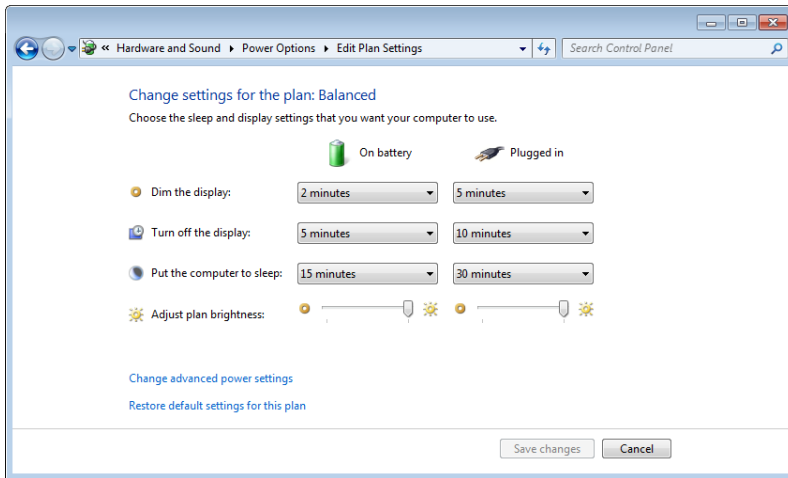 « Hardware and Sound ▸ Power Options ▸ Edit Plan Settings Search Control Panel
Change settings for the plan: Balanced
Choose the sleep and display settings that you want your computer to use.
On battery Plugged in
Dim the display: 2 minutes 5 minutes
Turn off the display: 5 minutes 10 minutes
Put the computer to sleep: 15 minutes 30 minutes
Adjust plan brightness:
Change advanced power settings
Restore default settings for this plan
Save changes Cancel